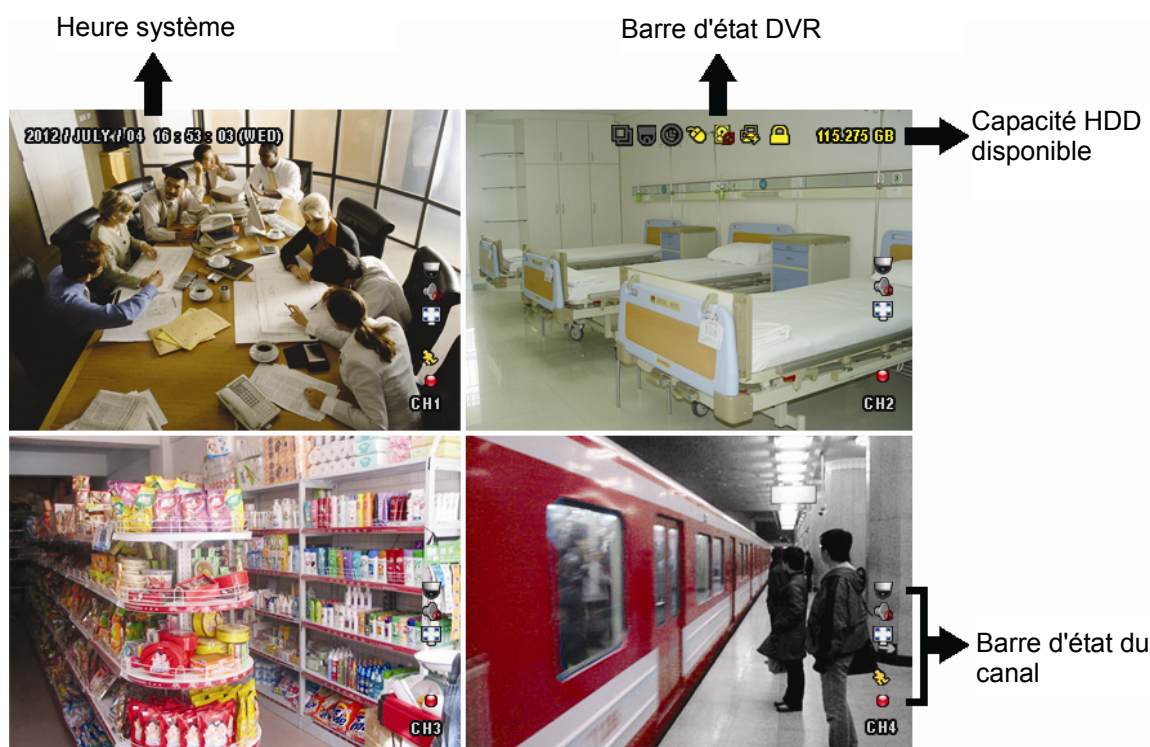 Heure système
Barre d'état DVR
2012 / JULY / 04 16 : 53 : 03 (WED)
115.275 GB
Capacité HDD
disponible
CH1
CH2
CH3
CH4
Barre d'état du
canal